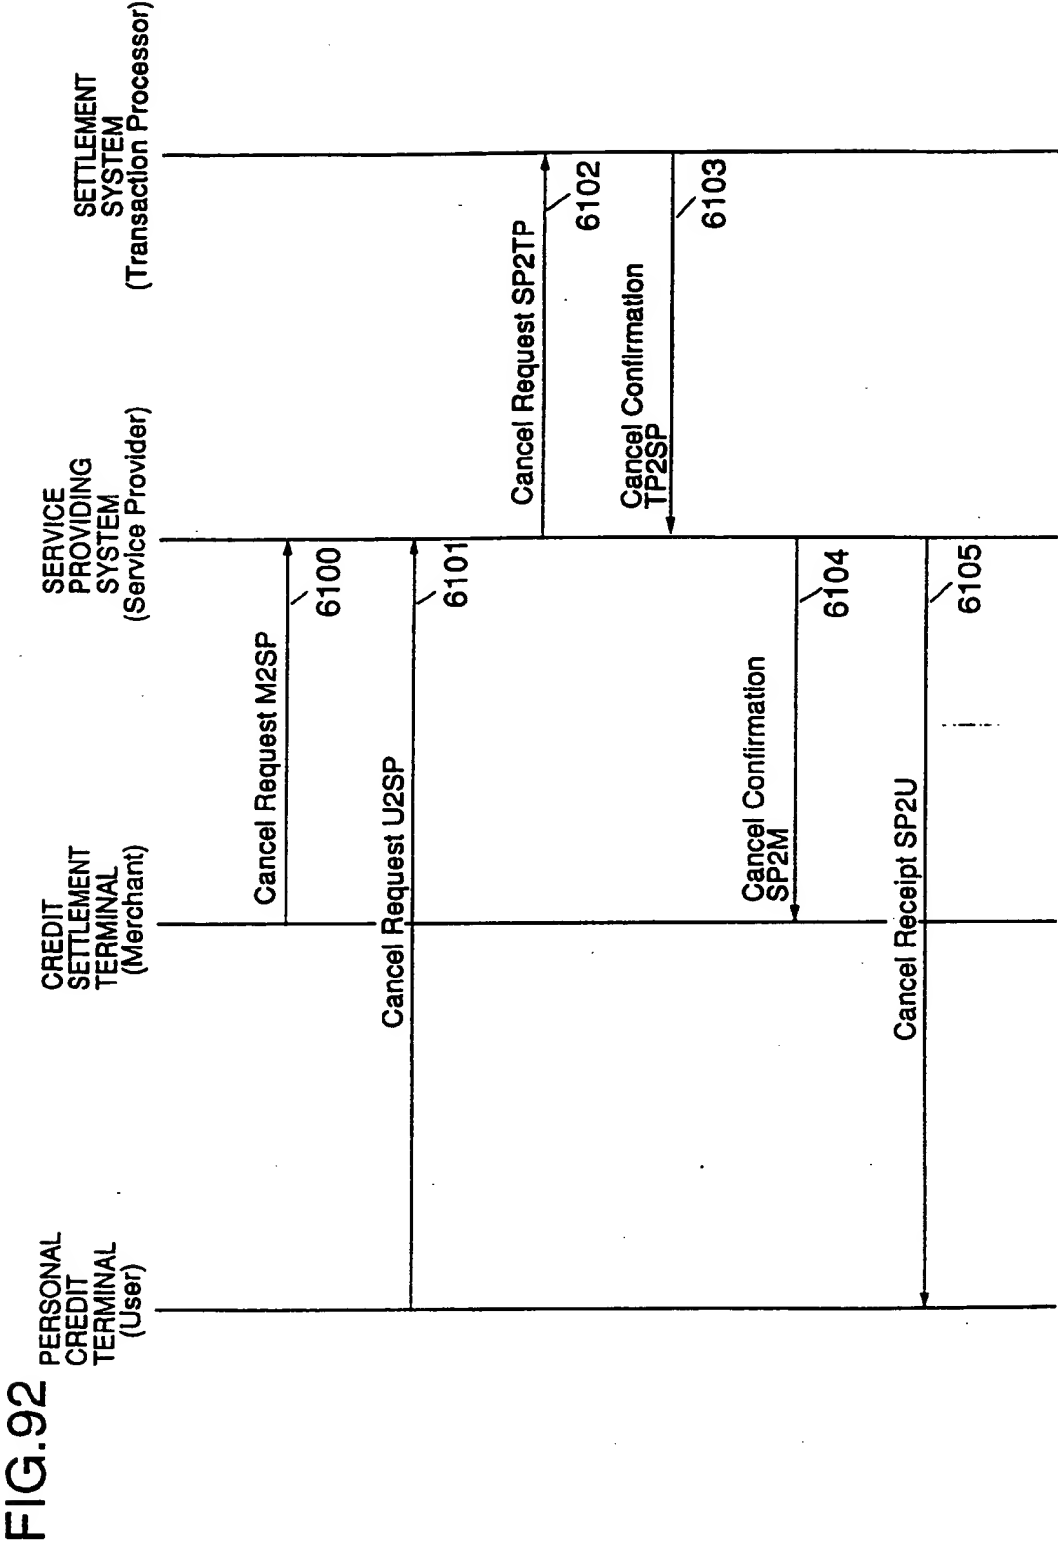 FIG.92
PERSONAL
CREDIT
TERMINAL
(User)
CREDIT
SETTLEMENT
TERMINAL
(Merchant)
SERVICE
PROVIDING
SYSTEM
(Service Provider)
SETTLEMENT
SYSTEM
(Transaction Processor)
Cancel Request M2SP
6100
Cancel Request U2SP
6101
Cancel Request SP2TP
6102
Cancel Confirmation
TP2SP
6103
Cancel Confirmation
SP2M
6104
Cancel Receipt SP2U
6105